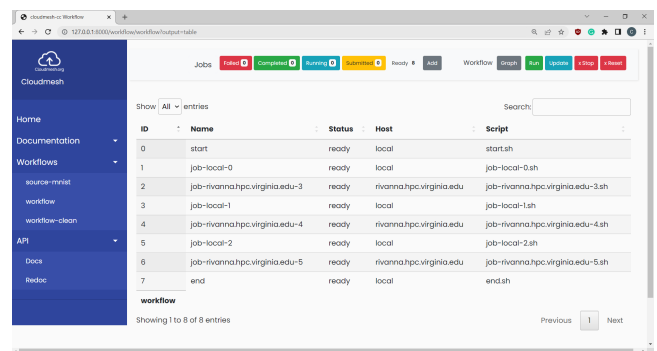 cloudmesh-cc Workflow
127.0.0.1:8000/workflow/workflow?output=table
Cloudmesh.org
Cloudmesh
Jobs Failed 0 Completed 0 Running 0 Submitted 0 Ready 8 Add Workflow Graph Run Update x Stop x Reset
Show All entries Search:
Home
Documentation
Workflows
source-mnist
workflow
workflow-clean
API
Docs
Redoc
ID Name Status Host Script
0 start ready local start.sh
1 job-local-0 ready local job-local-0.sh
2 job-rivanna.hpc.virginia.edu-3 ready rivanna.hpc.virginia.edu job-rivanna.hpc.virginia.edu-3.sh
3 job-local-1 ready local job-local-1.sh
4 job-rivanna.hpc.virginia.edu-4 ready rivanna.hpc.virginia.edu job-rivanna.hpc.virginia.edu-4.sh
5 job-local-2 ready local job-local-2.sh
6 job-rivanna.hpc.virginia.edu-5 ready rivanna.hpc.virginia.edu job-rivanna.hpc.virginia.edu-5.sh
7 end ready local end.sh
workflow
Showing 1 to 8 of 8 entries Previous 1 Next